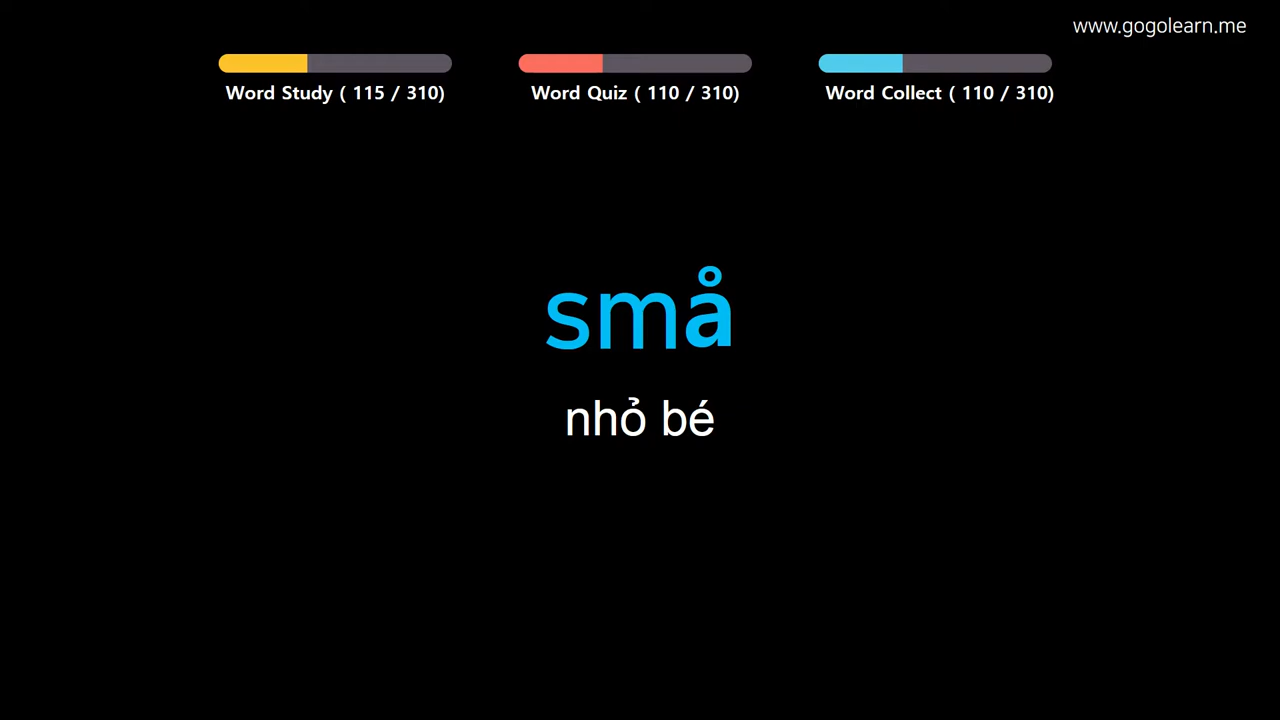 www.gogolearn.me
Word Study ( 115 / 310)
Word Quiz ( 110 / 310)
Word Collect ( 110 / 310)
små
nhỏ bé